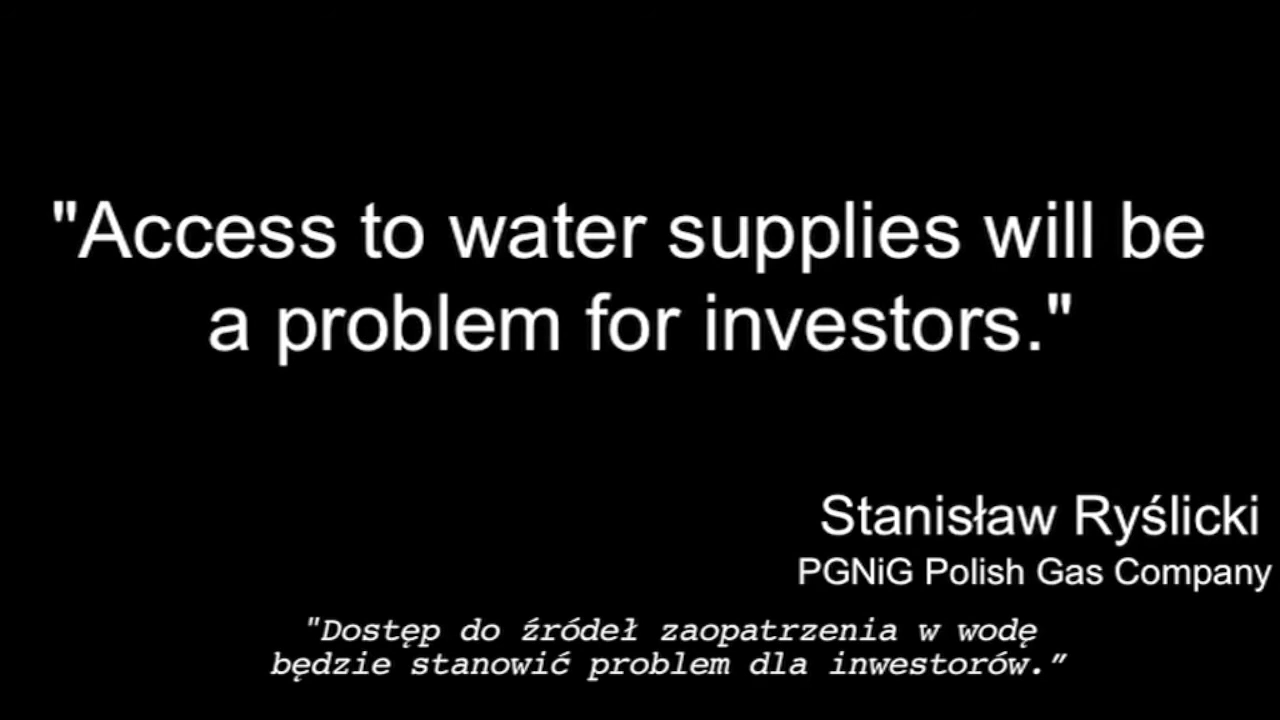 "Access to water supplies will be
a problem for investors."
Stanisław Ryślicki
PGNiG Polish Gas Company
"Dostęp do źródeł zaopatrzenia w wodę
będzie stanowić problem dla inwestorów.”